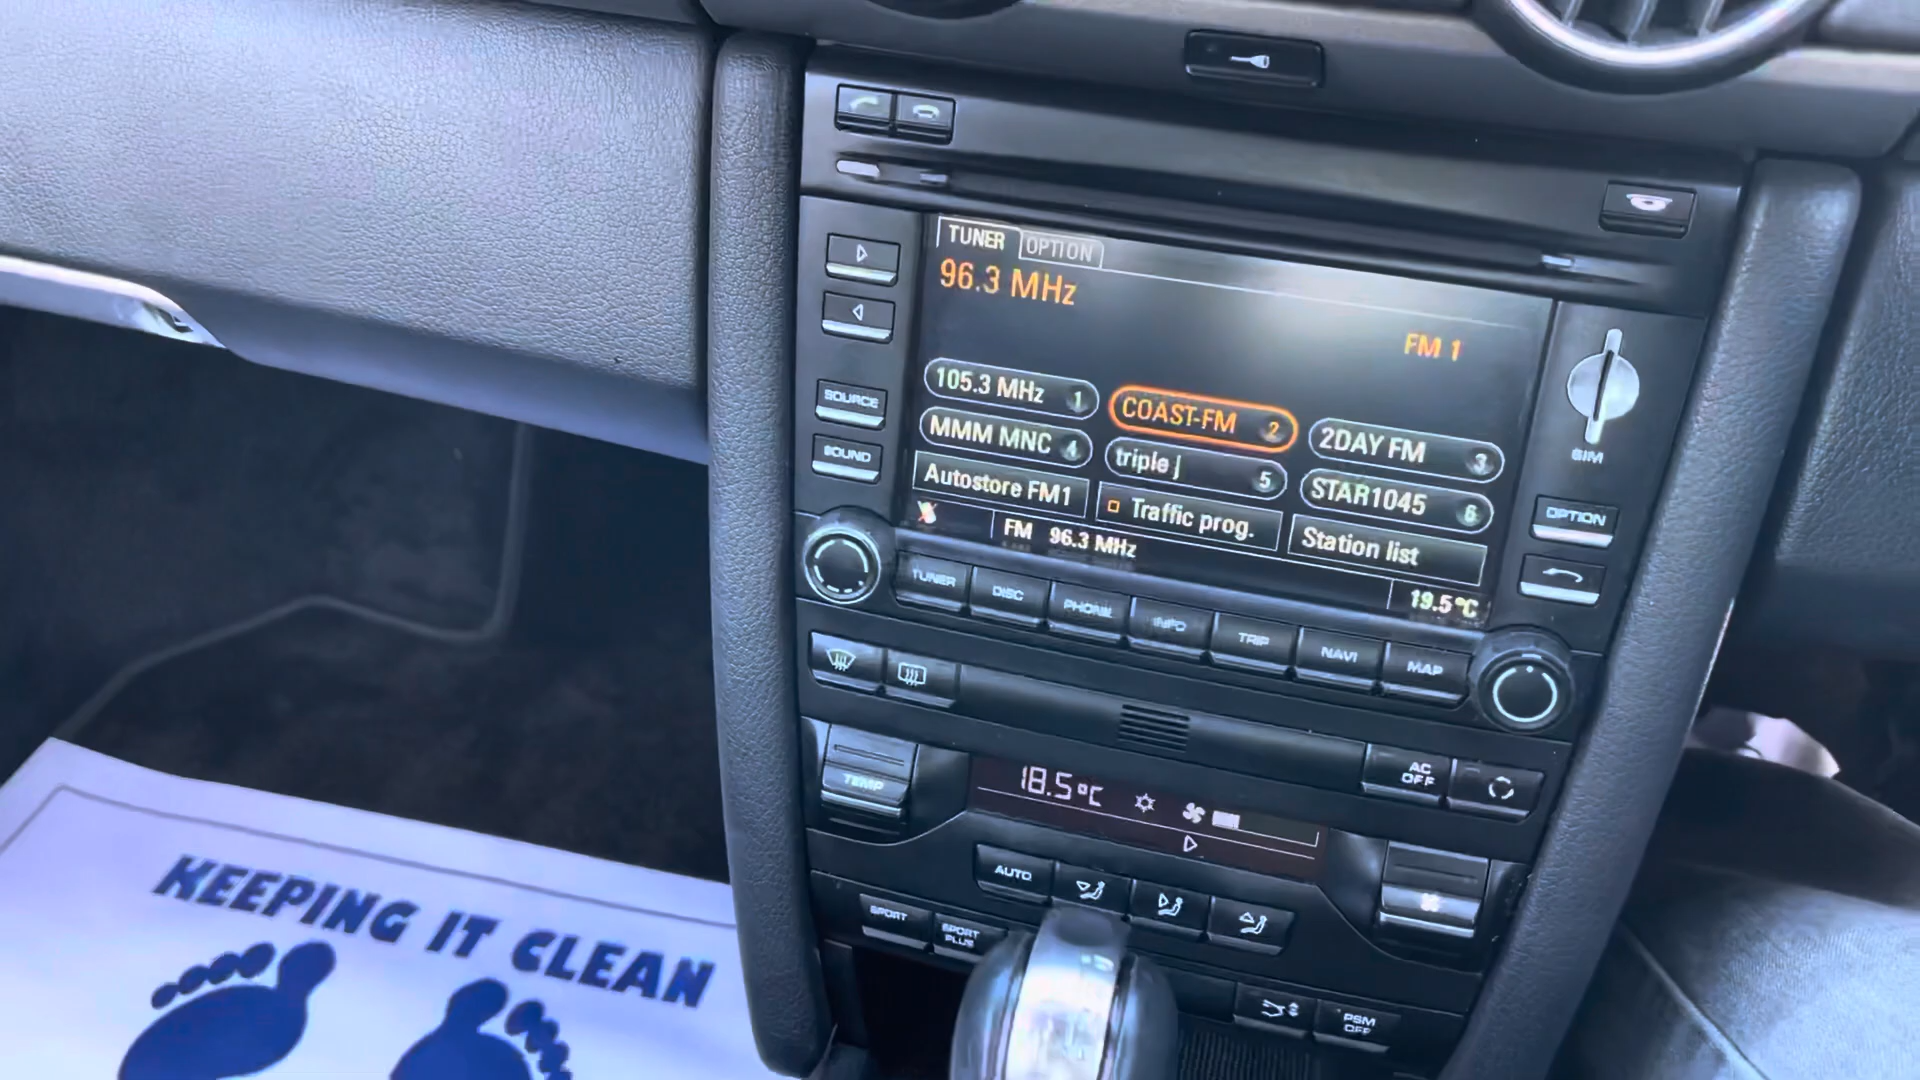 TUNER OPTION
96.3 MHz
FM 1
105.3 MHz 1
COAST-FM 2
2DAY FM 3
MMM MNC 4
triple j 5
STAR1045 6
Autostore FM1
Traffic prog.
Station list
FM 96.3 MHz
19.5°C
SOURCE
SOUND
SIM
OPTION
TUNER
DISC
PHONE
INFO
TRIP
NAVI
MAP
TEMP
18.5°C
AC
OFF
AUTO
SPORT
SPORT
PLUS
PSM
OFF
KEEPING IT CLEAN